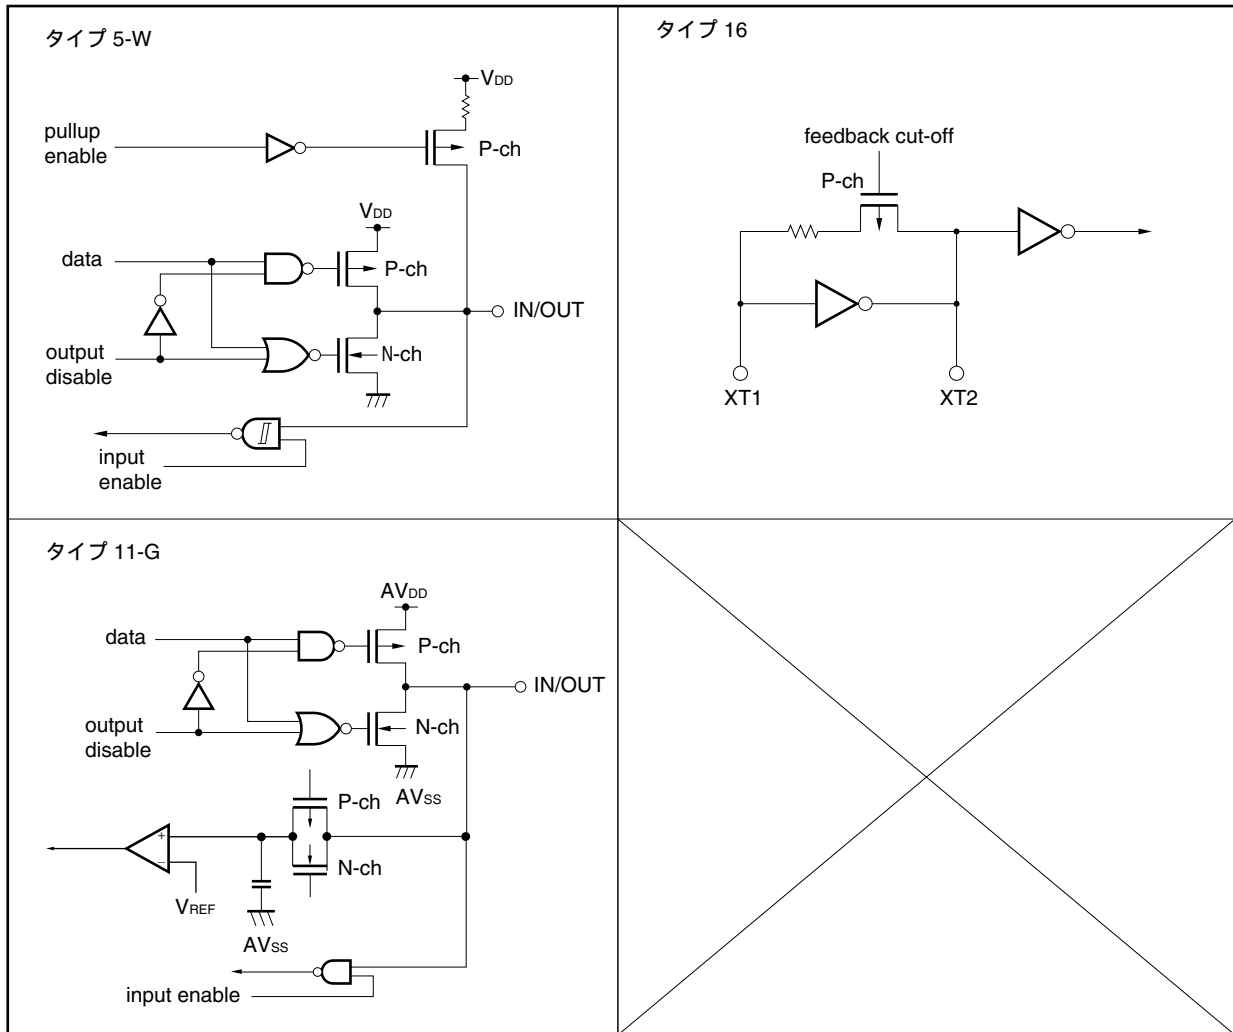 タイプ 5-W
VDD
pullup
enable
P-ch
VDD
data
P-ch
IN/OUT
output
disable
N-ch
input
enable
タイプ 16
feedback cut-off
P-ch
XT1
XT2
タイプ 11-G
AVDD
data
P-ch
IN/OUT
output
disable
N-ch
AVSS
P-ch
+
−
N-ch
VREF
AVSS
input enable